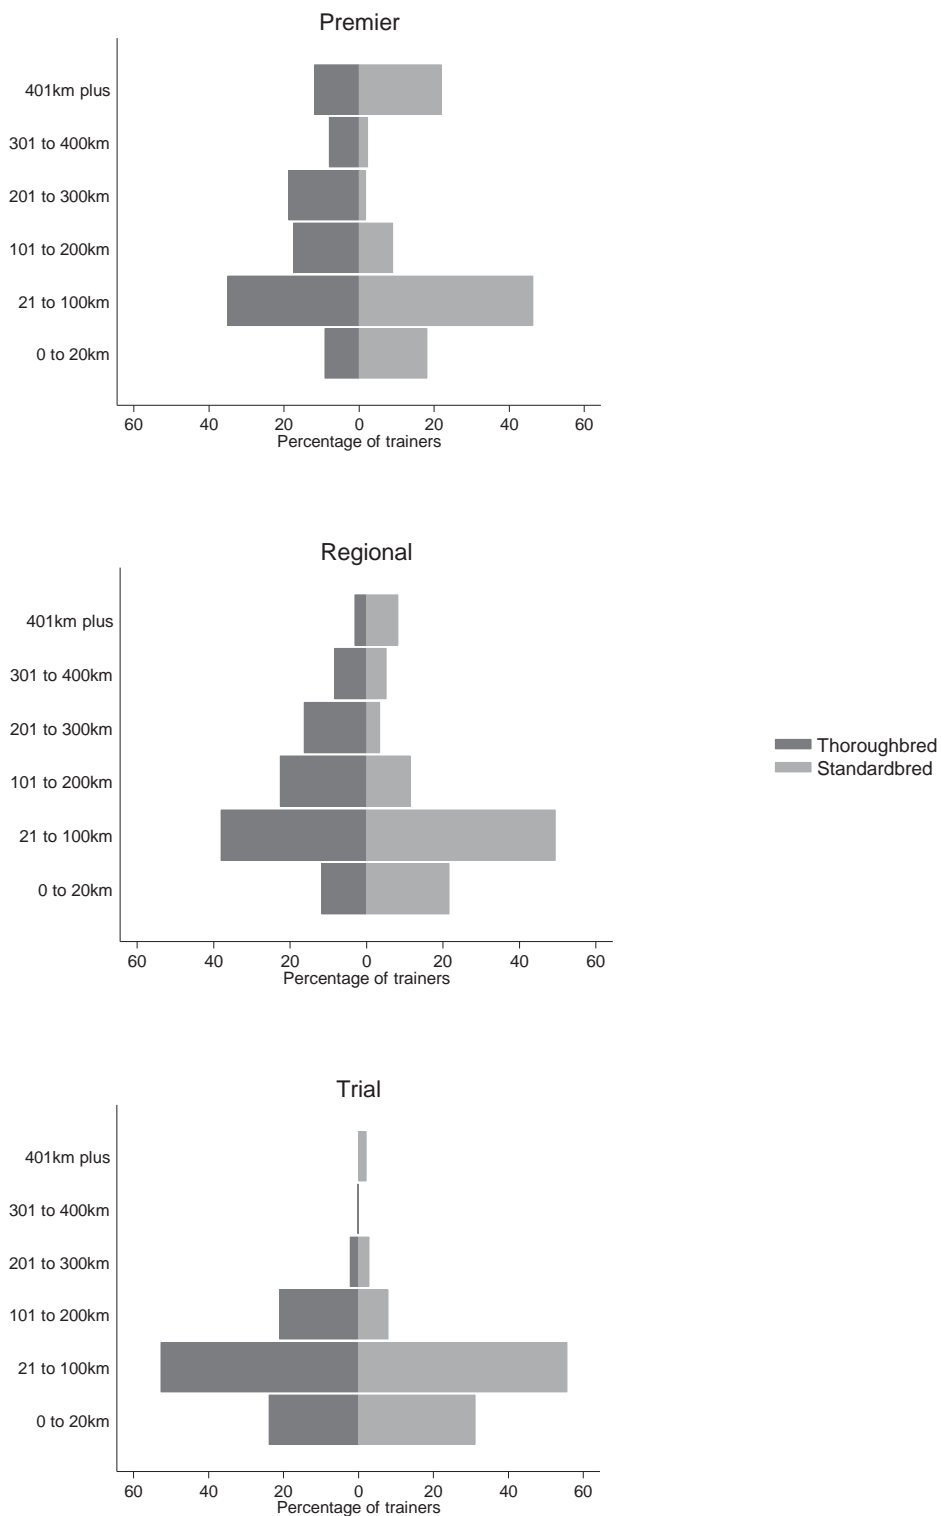 Premier
401km plus
301 to 400km
201 to 300km
101 to 200km
21 to 100km
0 to 20km
60 40 20 0 20 40 60
Percentage of trainers
Regional
401km plus
301 to 400km
201 to 300km
101 to 200km
21 to 100km
0 to 20km
60 40 20 0 20 40 60
Percentage of trainers
Thoroughbred
Standardbred
Trial
401km plus
301 to 400km
201 to 300km
101 to 200km
21 to 100km
0 to 20km
60 40 20 0 20 40 60
Percentage of trainers